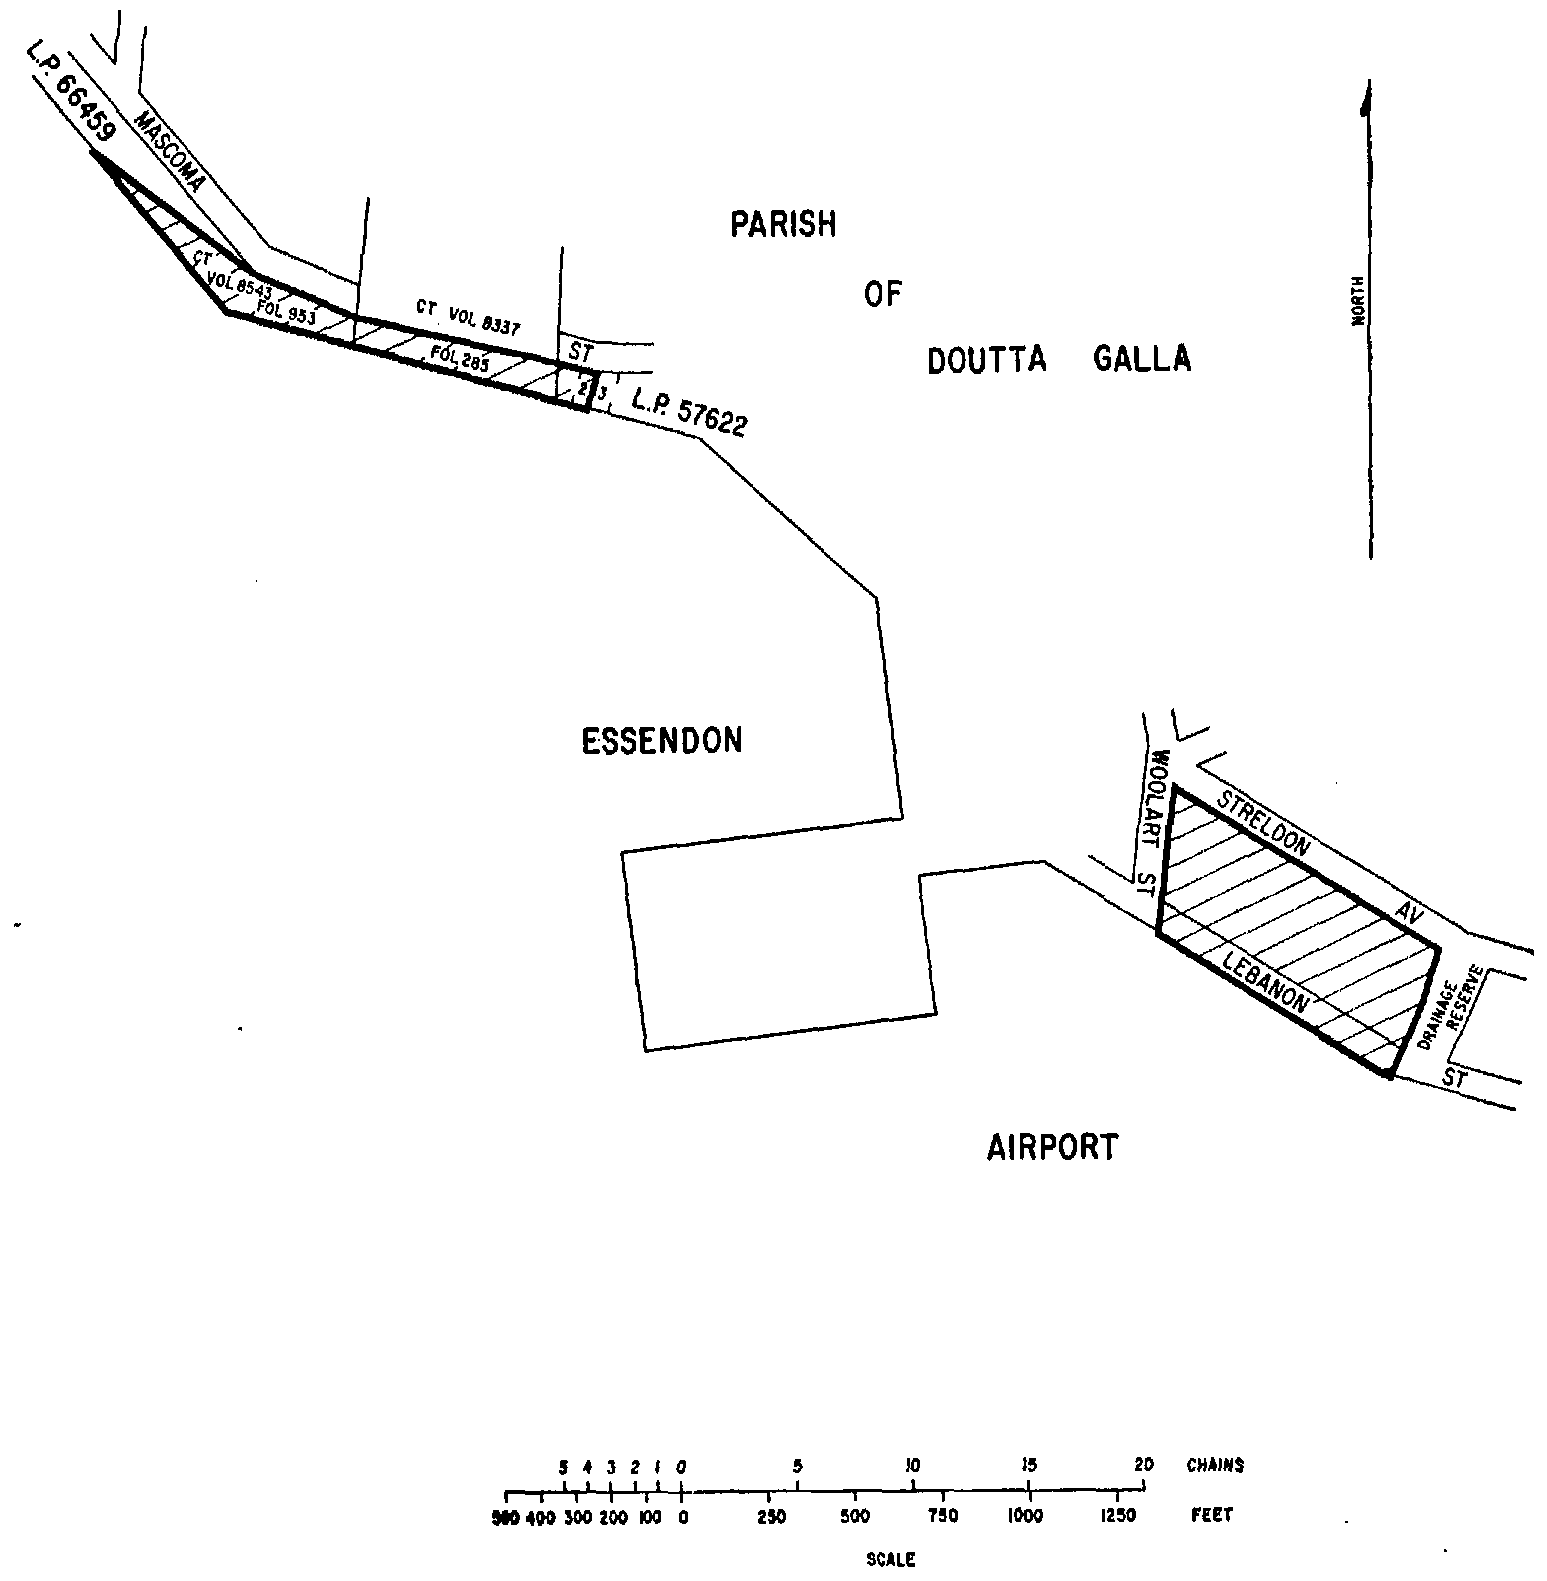 L.P. 66459
MASCOMA
PARISH
OF
DOUTTA GALLA
NORTH
CT
VOL 8543
FOL 953
CT VOL 8337
FOL 285
ST
L.P. 57622
ESSENDON
WOOLART ST
STRELDON AV
LEBANON ST
DRAINAGE
RESERVE
AIRPORT
5 4 3 2 1 0 5 10 15 20 CHAINS
500 400 300 200 100 0 250 500 750 1000 1250 FEET
SCALE